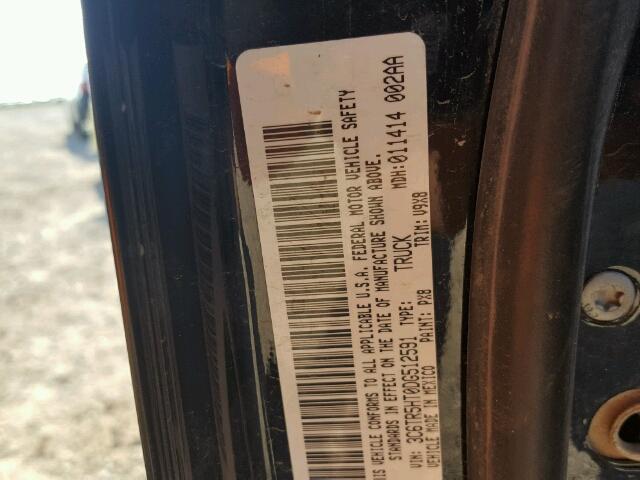 IS VEHICLE CONFORMS TO ALL APPLICABLE U.S.A. FEDERAL MOTOR VEHICLE SAFETY
STANDARDS IN EFFECT ON THE DATE OF MANUFACTURE SHOWN ABOVE.
VIN: 3C6TR5HT0DG512591 TYPE: TRUCK MDH:011414 002AA
VEHICLE MADE IN MEXICO PAINT: PX8 TRIM: V9X8